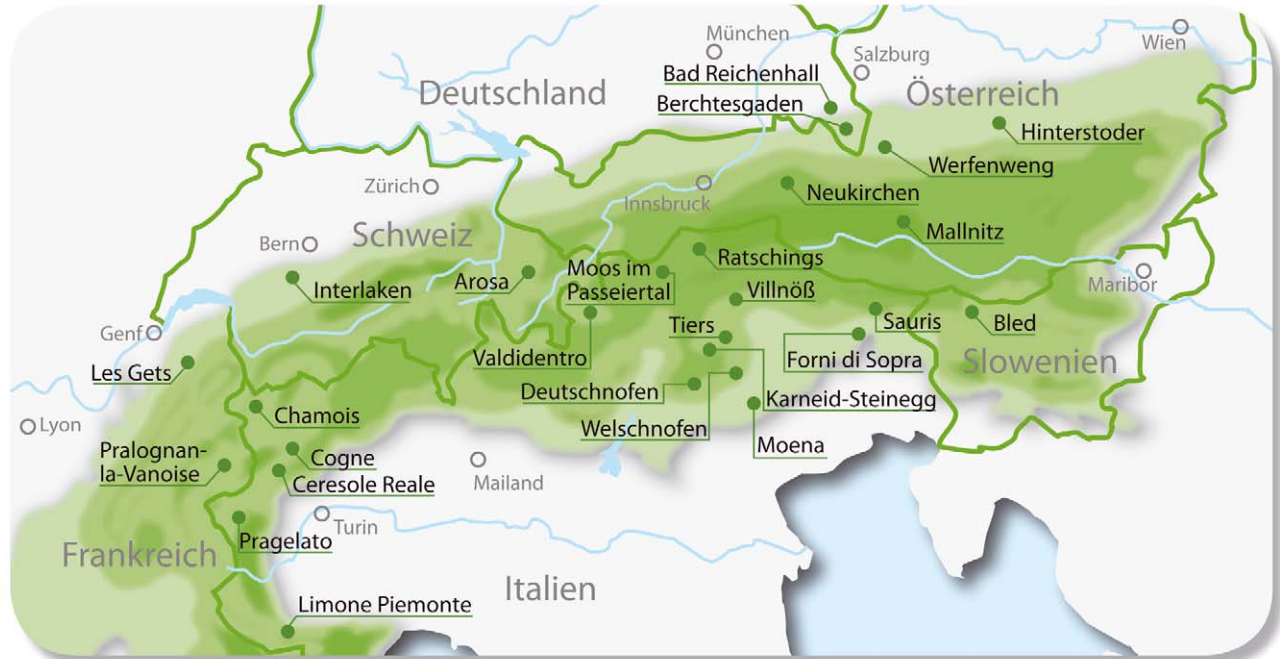 München
Wien
Salzburg
Bad Reichenhall
Deutschland
Österreich
Berchtesgaden
Hinterstoder
Werfenweng
Zürich
Innsbruck
Neukirchen
Schweiz
Mallnitz
Bern
Ratschings
Moos im
Passeiertal
Arosa
Interlaken
Villnöß
Maribor
Genf
Tiers
Sauris
Bled
Les Gets
Valdidentro
Forni di Sopra
Slowenien
Deutschnofen
Karneid-Steinegg
Chamois
Lyon
Welschnofen
Moena
Pralognan-
la-Vanoise
Cogne
Ceresole Reale
Mailand
Turin
Pragelato
Frankreich
Italien
Limone Piemonte